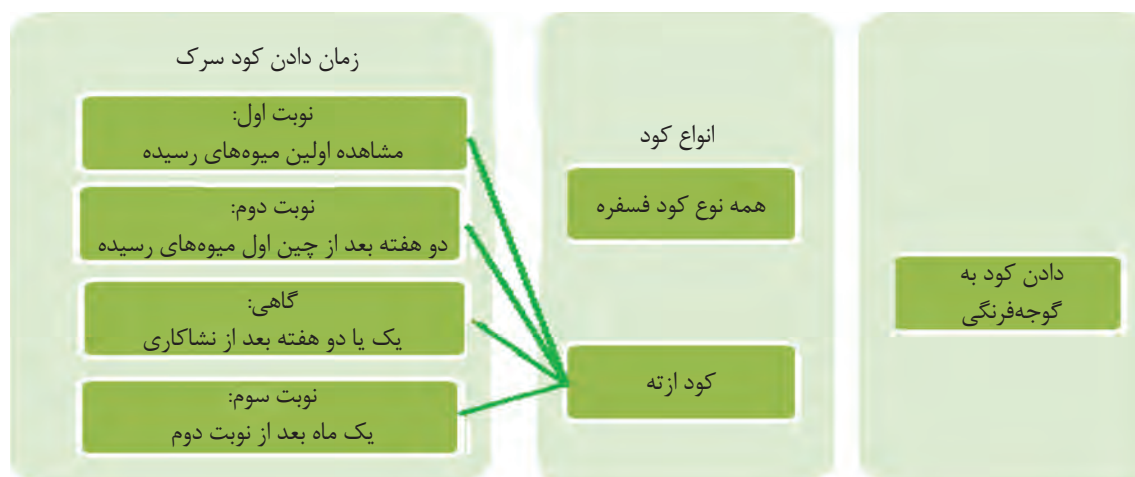 دادن کود به
گوجه‌فرنگی
انواع کود
همه نوع کود فسفره
کود ازته
زمان دادن کود سرک
نوبت اول:
مشاهده اولین میوه‌های رسیده
نوبت دوم:
دو هفته بعد از چین اول میوه‌های رسیده
گاهی:
یک یا دو هفته بعد از نشاکاری
نوبت سوم:
یک ماه بعد از نوبت دوم